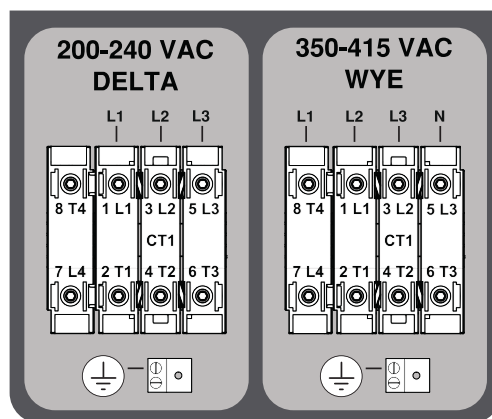 200-240 VAC
DELTA
L1 L2 L3
8 T4 1 L1 3 L2 5 L3
CT1
7 L4 2 T1 4 T2 6 T3
350-415 VAC
WYE
L1 L2 L3 N
8 T4 1 L1 3 L2 5 L3
CT1
7 L4 2 T1 4 T2 6 T3